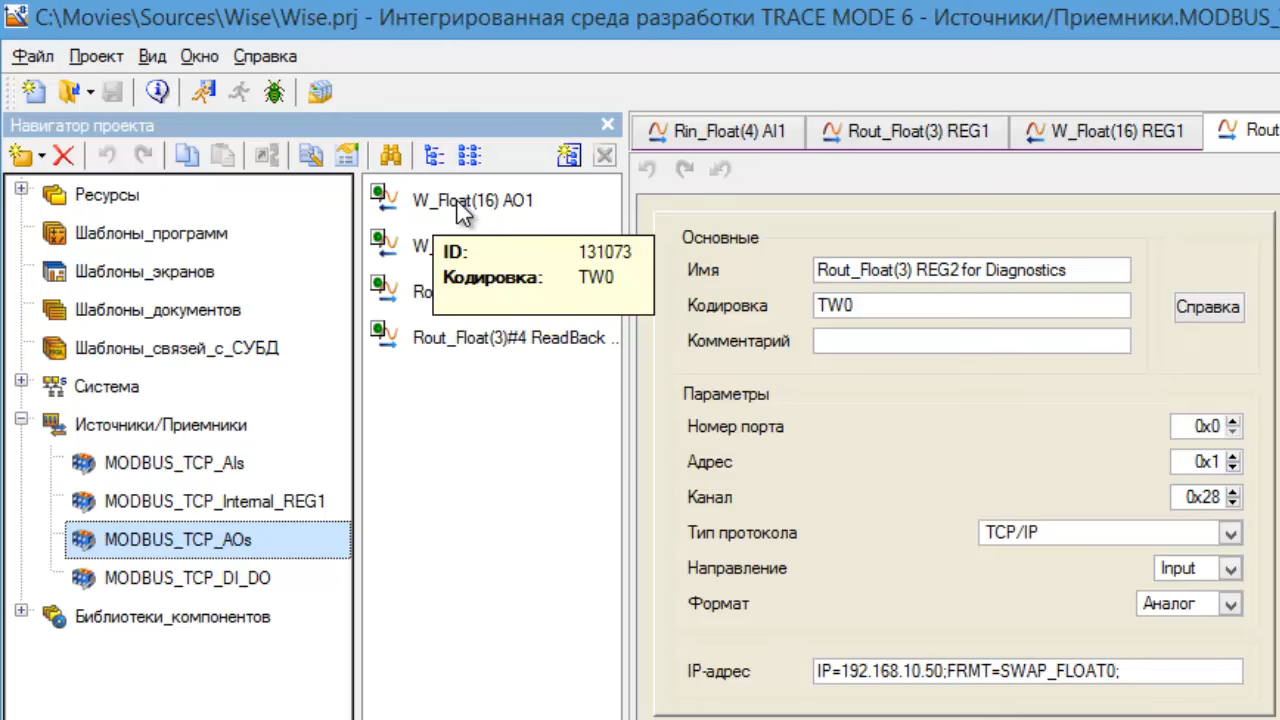 C:\Movies\Sources\Wise\Wise.prj - Интегрированная среда разработки TRACE MODE 6 - Источники/Приемники.MODBUS_
Файл Проект Вид Окно Справка
Навигатор проекта
Ресурсы
Шаблоны_программ
Шаблоны_экранов
Шаблоны_документов
Шаблоны_связей_с_СУБД
Система
Источники/Приемники
MODBUS_TCP_AIs
MODBUS_TCP_Internal_REG1
MODBUS_TCP_AOs
MODBUS_TCP_DI_DO
Библиотеки_компонентов
W_Float(16) AO1
W_
Ro
Rout_Float(3)#4 ReadBack ...
ID: 131073
Кодировка: TW0
Rin_Float(4) AI1 Rout_Float(3) REG1 W_Float(16) REG1 Rout
Основные
Имя Rout_Float(3) REG2 for Diagnostics
Кодировка TW0
Комментарий
Справка
Параметры
Номер порта 0x0
Адрес 0x1
Канал 0x28
Тип протокола TCP/IP
Направление Input
Формат Аналог
IP-адрес IP=192.168.10.50;FRMT=SWAP_FLOAT0;